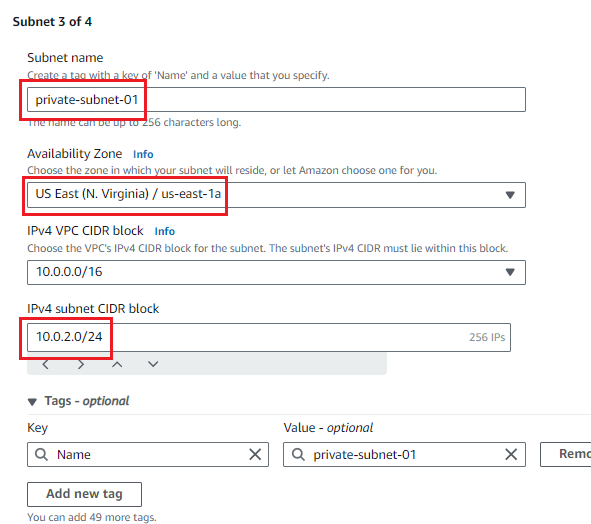 Subnet 3 of 4
Subnet name
Create a tag with a key of 'Name' and a value that you specify.
private-subnet-01
The name can be up to 256 characters long.
Availability Zone Info
Choose the zone in which your subnet will reside, or let Amazon choose one for you.
US East (N. Virginia) / us-east-1a
IPv4 VPC CIDR block Info
Choose the VPC's IPv4 CIDR block for the subnet. The subnet's IPv4 CIDR must lie within this block.
10.0.0.0/16
IPv4 subnet CIDR block
10.0.2.0/24 256 IPs
Tags - optional
Key Value - optional
Name private-subnet-01 Remo
Add new tag
You can add 49 more tags.